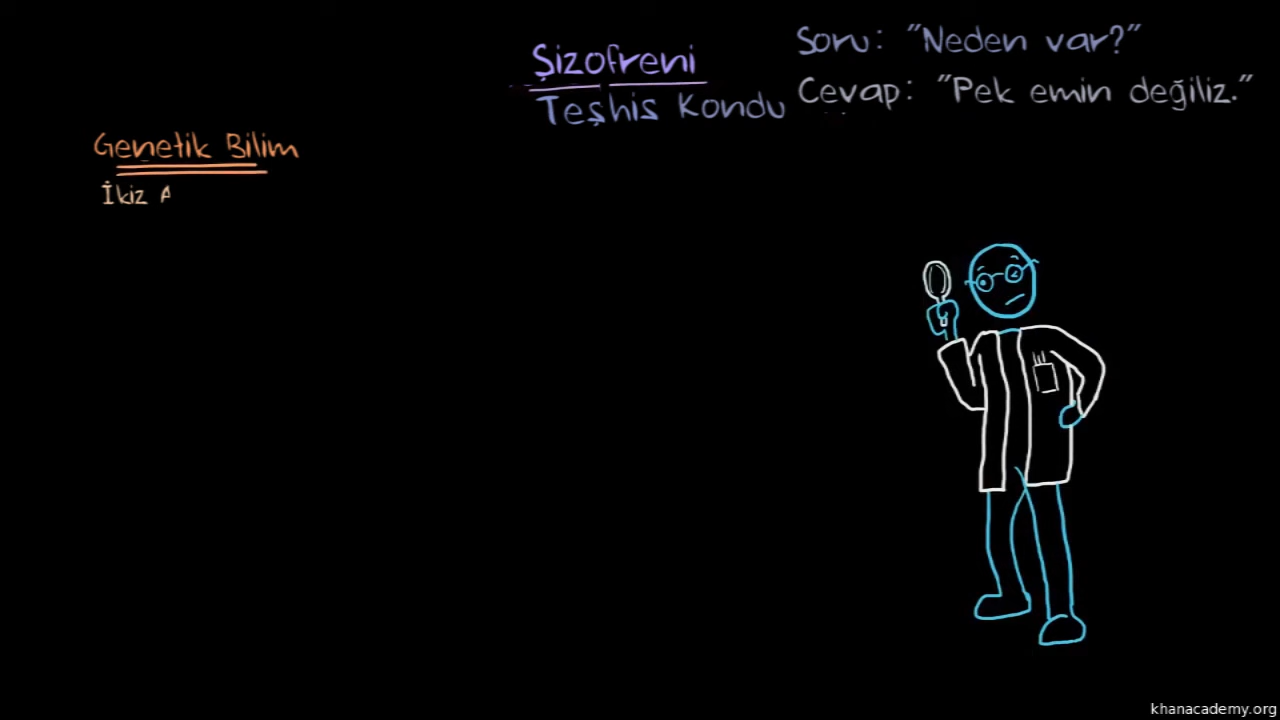 Şizofreni
Teşhis Kondu
Soru: "Neden var?"
Cevap: "Pek emin değiliz."
Genetik Bilim
İkiz A
khanacademy.org